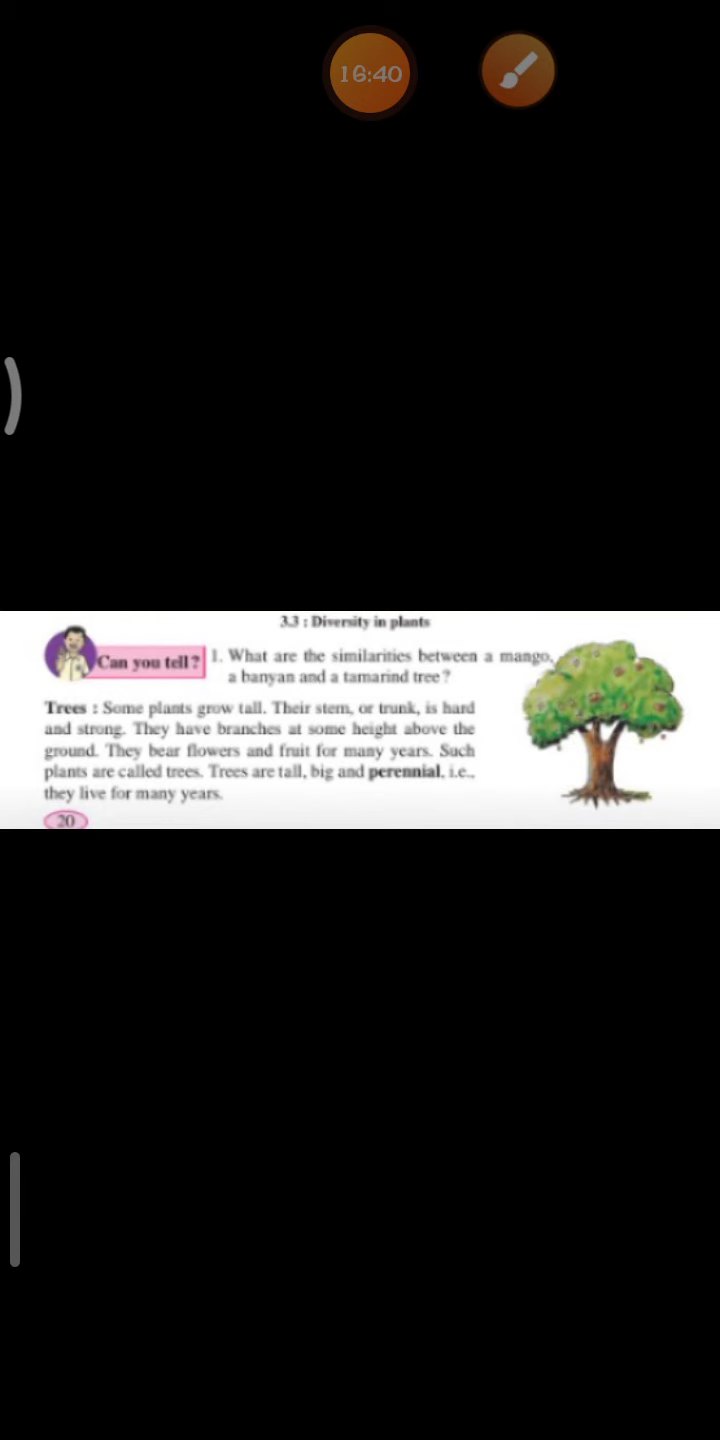 16:40
3.3 : Diversity in plants
Can you tell? 1. What are the similarities between a mango,
a banyan and a tamarind tree?
Trees : Some plants grow tall. Their stem, or trunk, is hard
and strong. They have branches at some height above the
ground. They bear flowers and fruit for many years. Such
plants are called trees. Trees are tall, big and perennial, i.e.,
they live for many years.
20